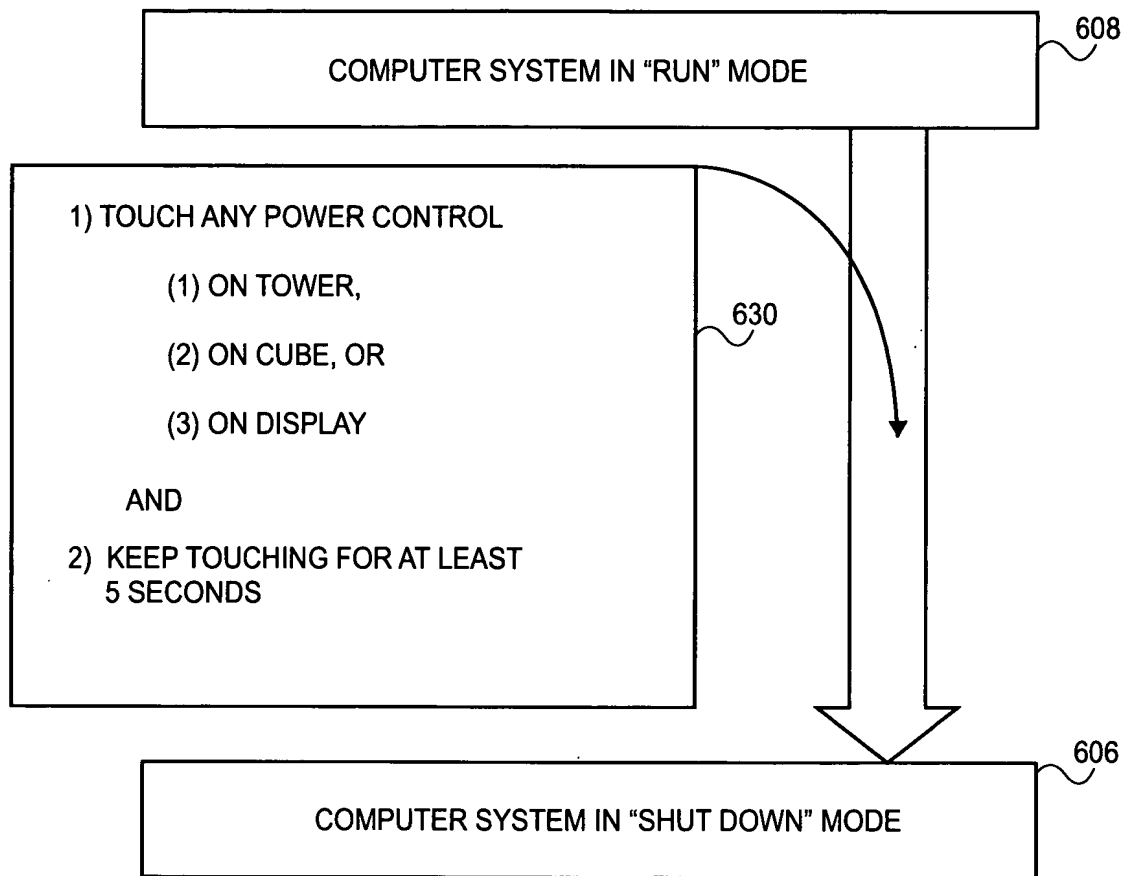 608
COMPUTER SYSTEM IN “RUN” MODE
1) TOUCH ANY POWER CONTROL
(1) ON TOWER,
630
(2) ON CUBE, OR
(3) ON DISPLAY
AND
2) KEEP TOUCHING FOR AT LEAST
5 SECONDS
606
COMPUTER SYSTEM IN “SHUT DOWN” MODE